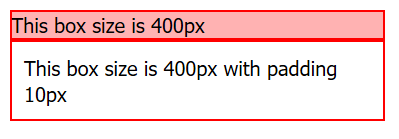 This box size is 400px
This box size is 400px with padding
10px